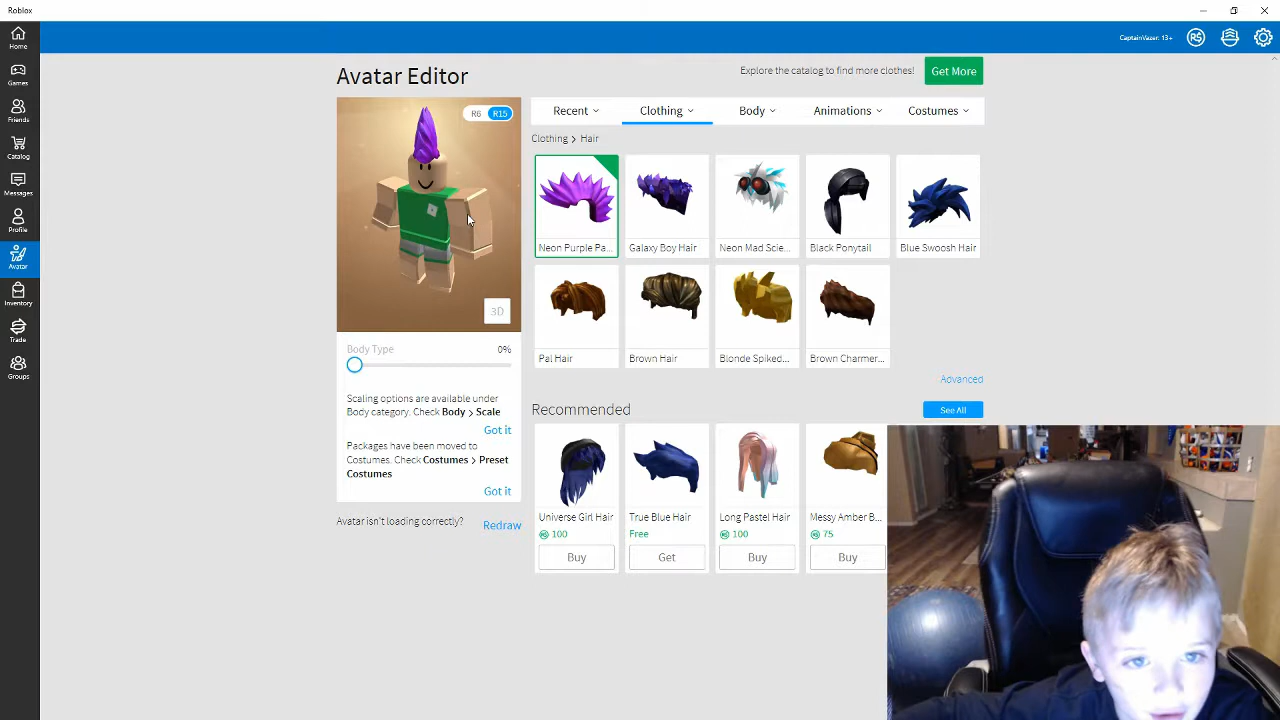 Roblox
CaptainVazer: 13+
R$
Home
Games
Friends
Catalog
Messages
Profile
Avatar
Inventory
Trade
Groups
Avatar Editor
Explore the catalog to find more clothes!
Get More
R6 R15
3D
Recent Clothing Body Animations Costumes
Clothing > Hair
Neon Purple Pa... Galaxy Boy Hair Neon Mad Scie... Black Ponytail Blue Swoosh Hair
Pal Hair Brown Hair Blonde Spiked... Brown Charmer...
Advanced
Body Type 0%
Scaling options are available under
Body category. Check Body > Scale
Got it
Packages have been moved to
Costumes. Check Costumes > Preset
Costumes
Got it
Avatar isn't loading correctly? Redraw
Recommended
See All
Universe Girl Hair True Blue Hair Long Pastel Hair Messy Amber B...
100 Free 100 75
Buy Get Buy Buy